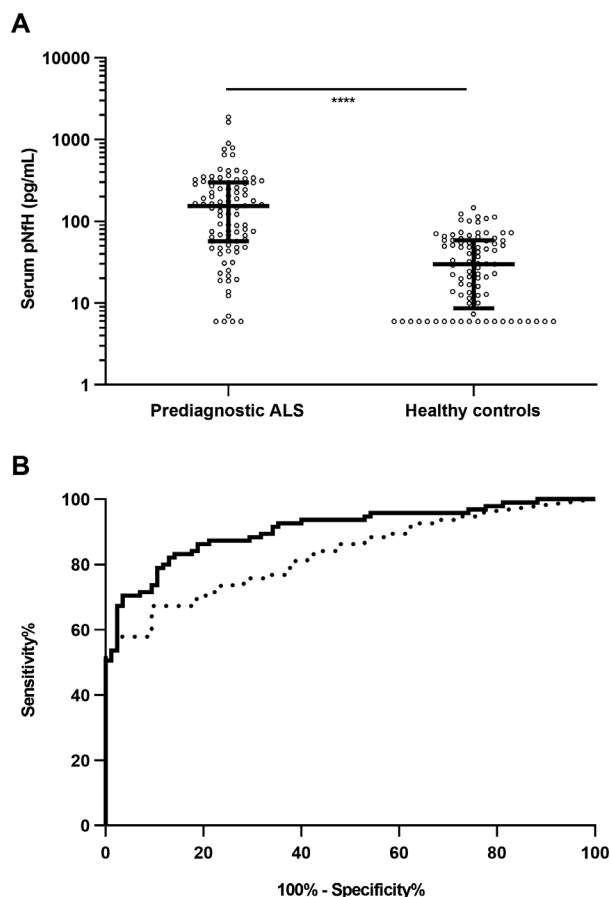 A
10000
1000
100
10
1
Serum pNfH (pg/mL)
****
Prediagnostic ALS Healthy controls
B
100
80
60
40
20
0
Sensitivity%
0 20 40 60 80 100
100% - Specificity%